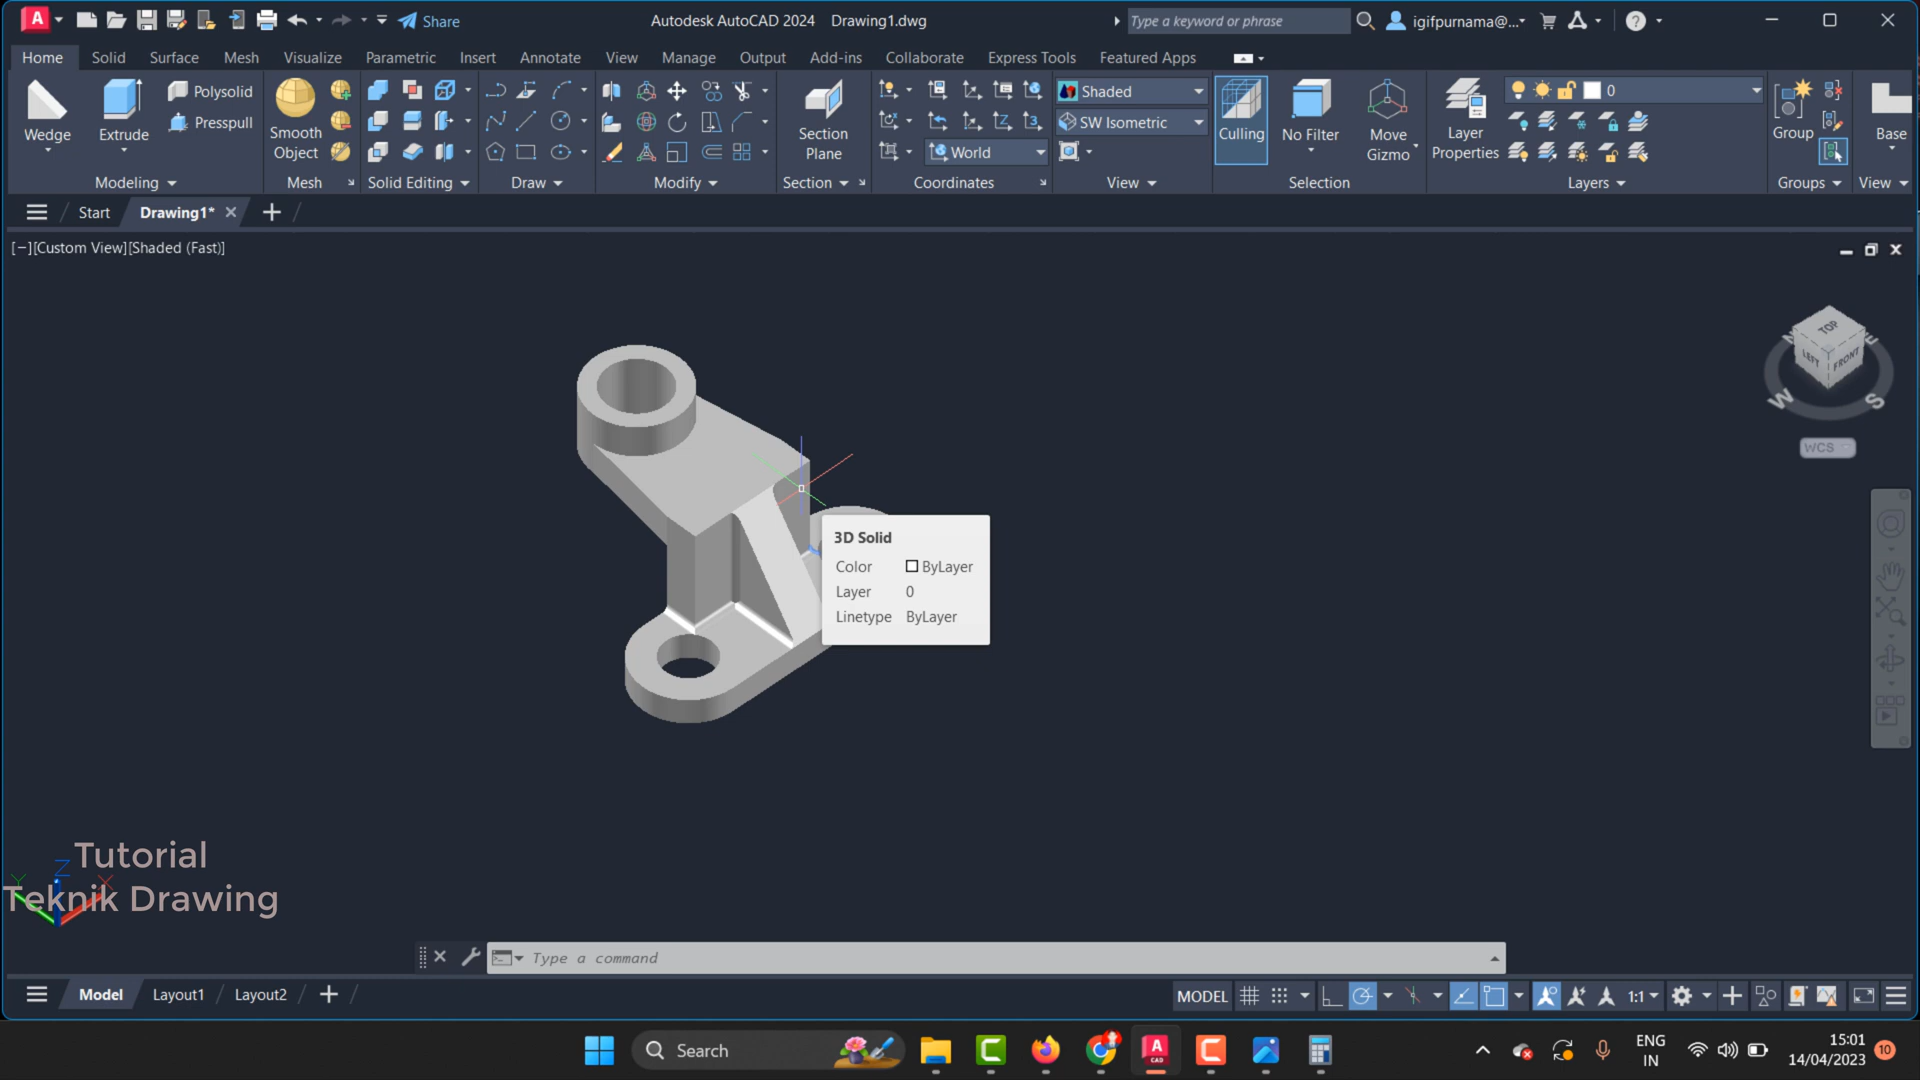 A CAD Share Autodesk AutoCAD 2024 Drawing1.dwg Type a keyword or phrase igifpurnama@...
Home Solid Surface Mesh Visualize Parametric Insert Annotate View Manage Output Add-ins Collaborate Express Tools Featured Apps
Wedge Extrude Polysolid Presspull Smooth Object Section Plane World Shaded SW Isometric Culling No Filter Move Gizmo Layer Properties 0 Group Base
Modeling Mesh Solid Editing Draw Modify Section Coordinates View Selection Layers Groups View
Start Drawing1* 
[−][Custom View][Shaded (Fast)]
TOP
LEFT FRONT
W S
WCS
3D Solid
Color ByLayer
Layer 0
Linetype ByLayer
Tutorial
Teknik Drawing
Z Y X
Type a command
Model Layout1 Layout2 MODEL 1:1
Search A CAD ENG IN 15:01 14/04/2023 10